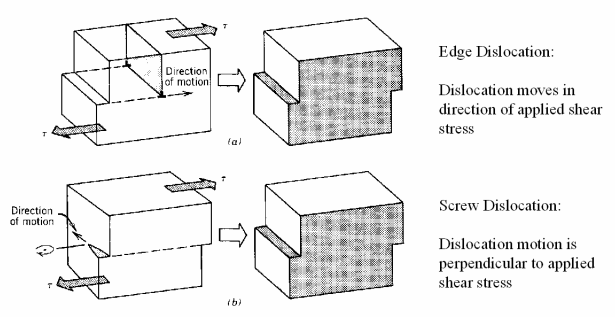 τ
Direction
of motion
τ
(a)
Edge Dislocation:
Dislocation moves in
direction of applied shear
stress
τ
Direction
of motion
τ
(b)
Screw Dislocation:
Dislocation motion is
perpendicular to applied
shear stress